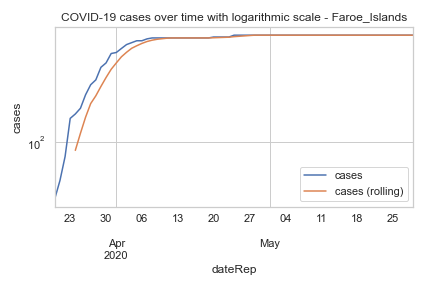 COVID-19 cases over time with logarithmic scale - Faroe_Islands
cases
10²
cases
cases (rolling)
23 30 06 13 20 27 04 11 18 25
Apr May
2020
dateRep